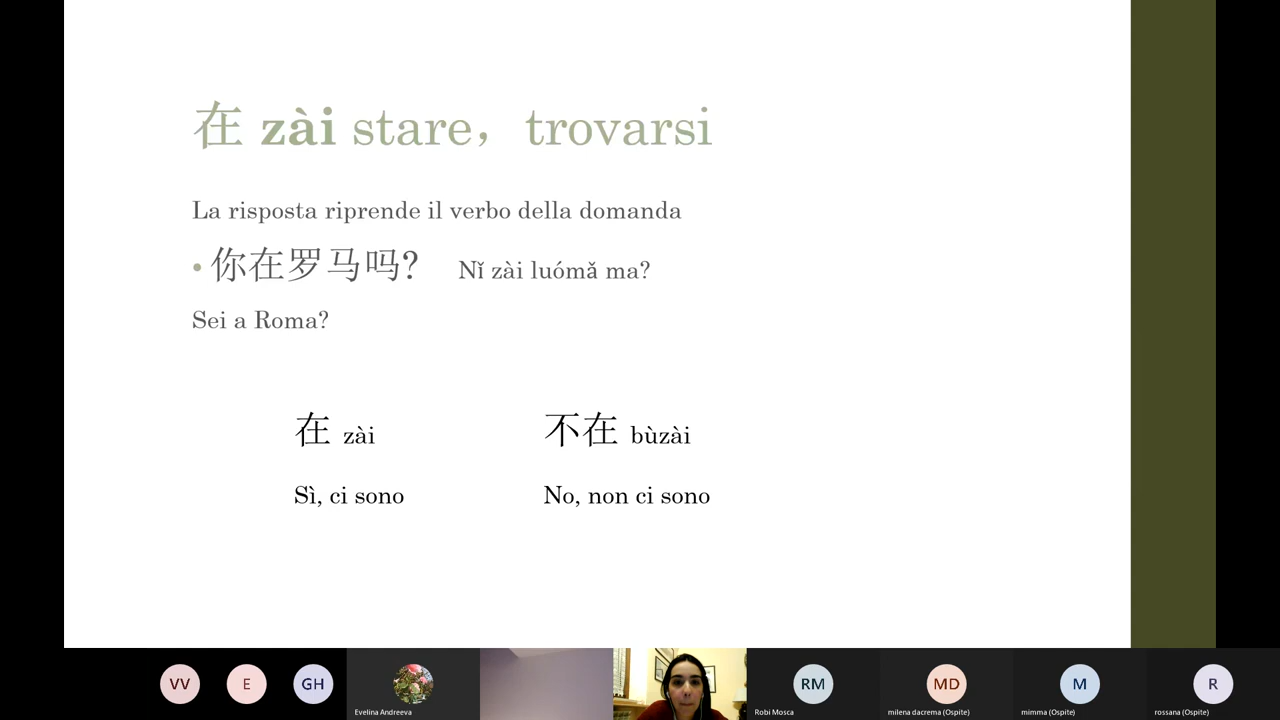 在 zài stare，trovarsi
La risposta riprende il verbo della domanda
• 你在罗马吗? Nǐ zài luómǎ ma?
Sei a Roma?
在 zài 不在 bùzài
Sì, ci sono No, non ci sono
VV E GH RM MD M R
Evelina Andreeva Robi Mosca milena dacrema (Ospite) mimma (Ospite) rossana (Ospite)